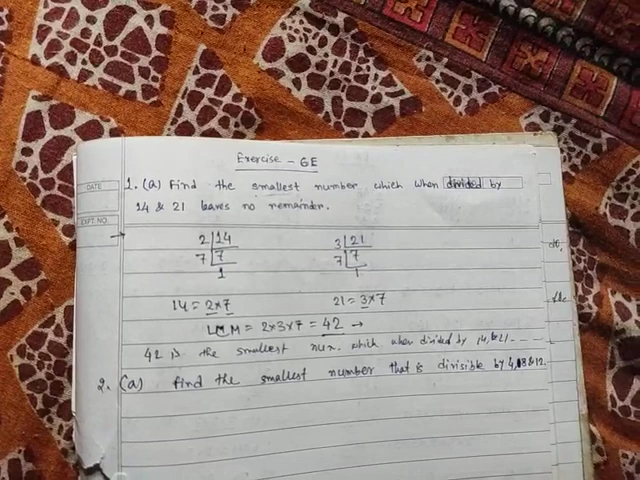 Exercise - 6E
DATE
1. (a) Find the smallest number which when divided by
14 & 21 leaves no remainder.
EXPT. NO.
2 14 3 21
7 7 7 7
1 1
14 = 2×7 21 = 3×7
LCM = 2×3×7 = 42 →
42 is the smallest num. which when divided by 14, &21. ----
2. (a) Find the smallest number that is divisible by 4, 8 & 12.